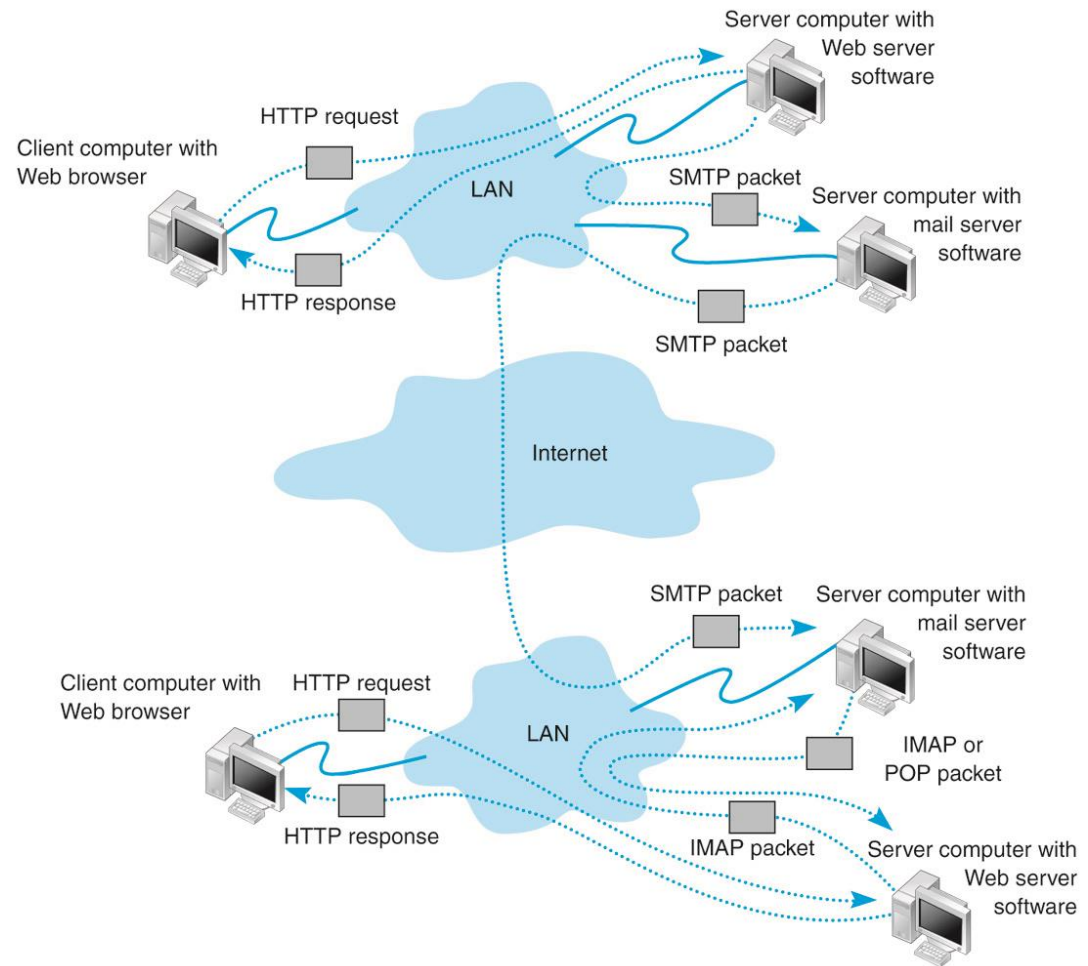 Server computer with
Web server
software
HTTP request
Client computer with
Web browser
LAN
SMTP packet
Server computer with
mail server
software
HTTP response
SMTP packet
Internet
SMTP packet
Server computer with
mail server
software
Client computer with
Web browser
HTTP request
LAN
IMAP or
POP packet
HTTP response
IMAP packet
Server computer with
Web server
software